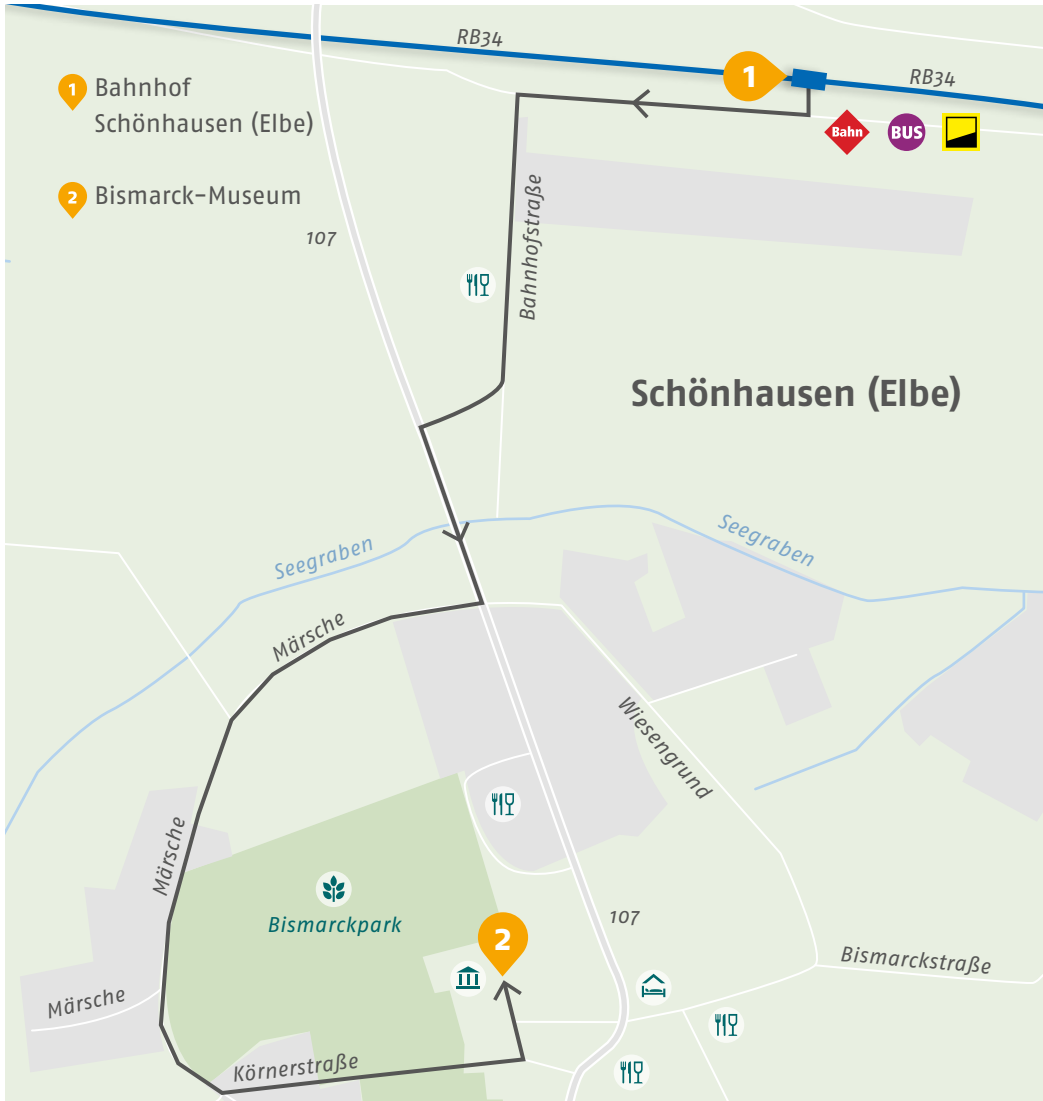 RB34
1
RB34
1 Bahnhof
Schönhausen (Elbe)
Bahn
BUS
2 Bismarck-Museum
107
Bahnhofstraße
Schönhausen (Elbe)
Seegraben
Seegraben
Märsche
Wiesengrund
Märsche
Bismarckpark
107
2
Bismarckstraße
Märsche
Körnerstraße